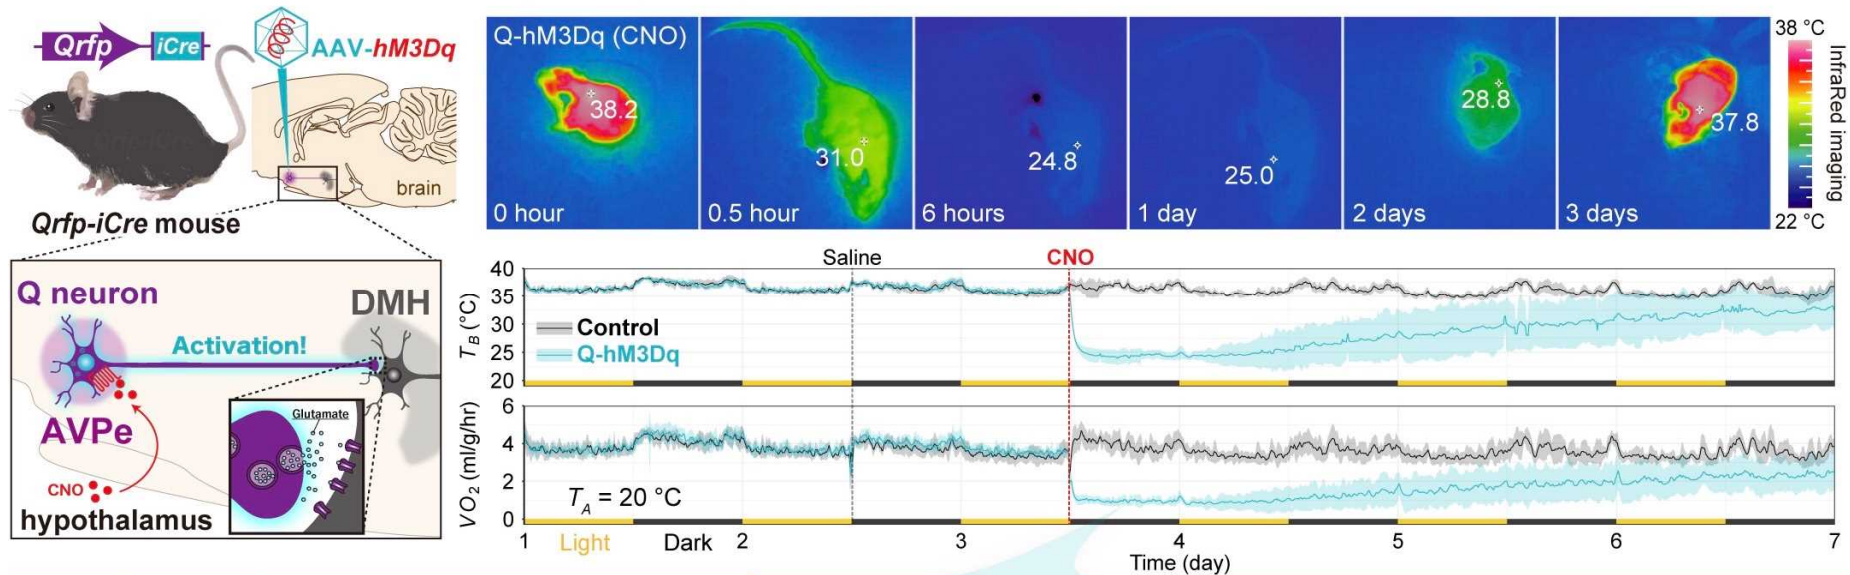 Qrfp iCre
AAV-hM3Dq
brain
Qrfp-iCre mouse
Q neuron
DMH
Activation!
Glutamate
AVPe
CNO
hypothalamus
Q-hM3Dq (CNO)
38.2
0 hour
31.0
0.5 hour
24.8
6 hours
25.0
1 day
28.8
2 days
37.8
3 days
38 °C
InfraRed imaging
22 °C
Saline
CNO
TB (°C)
40
35
30
25
20
Control
Q-hM3Dq
VO2 (ml/g/hr)
6
4
2
0
TA = 20 °C
1 2 3 4 5 6 7
Light Dark
Time (day)